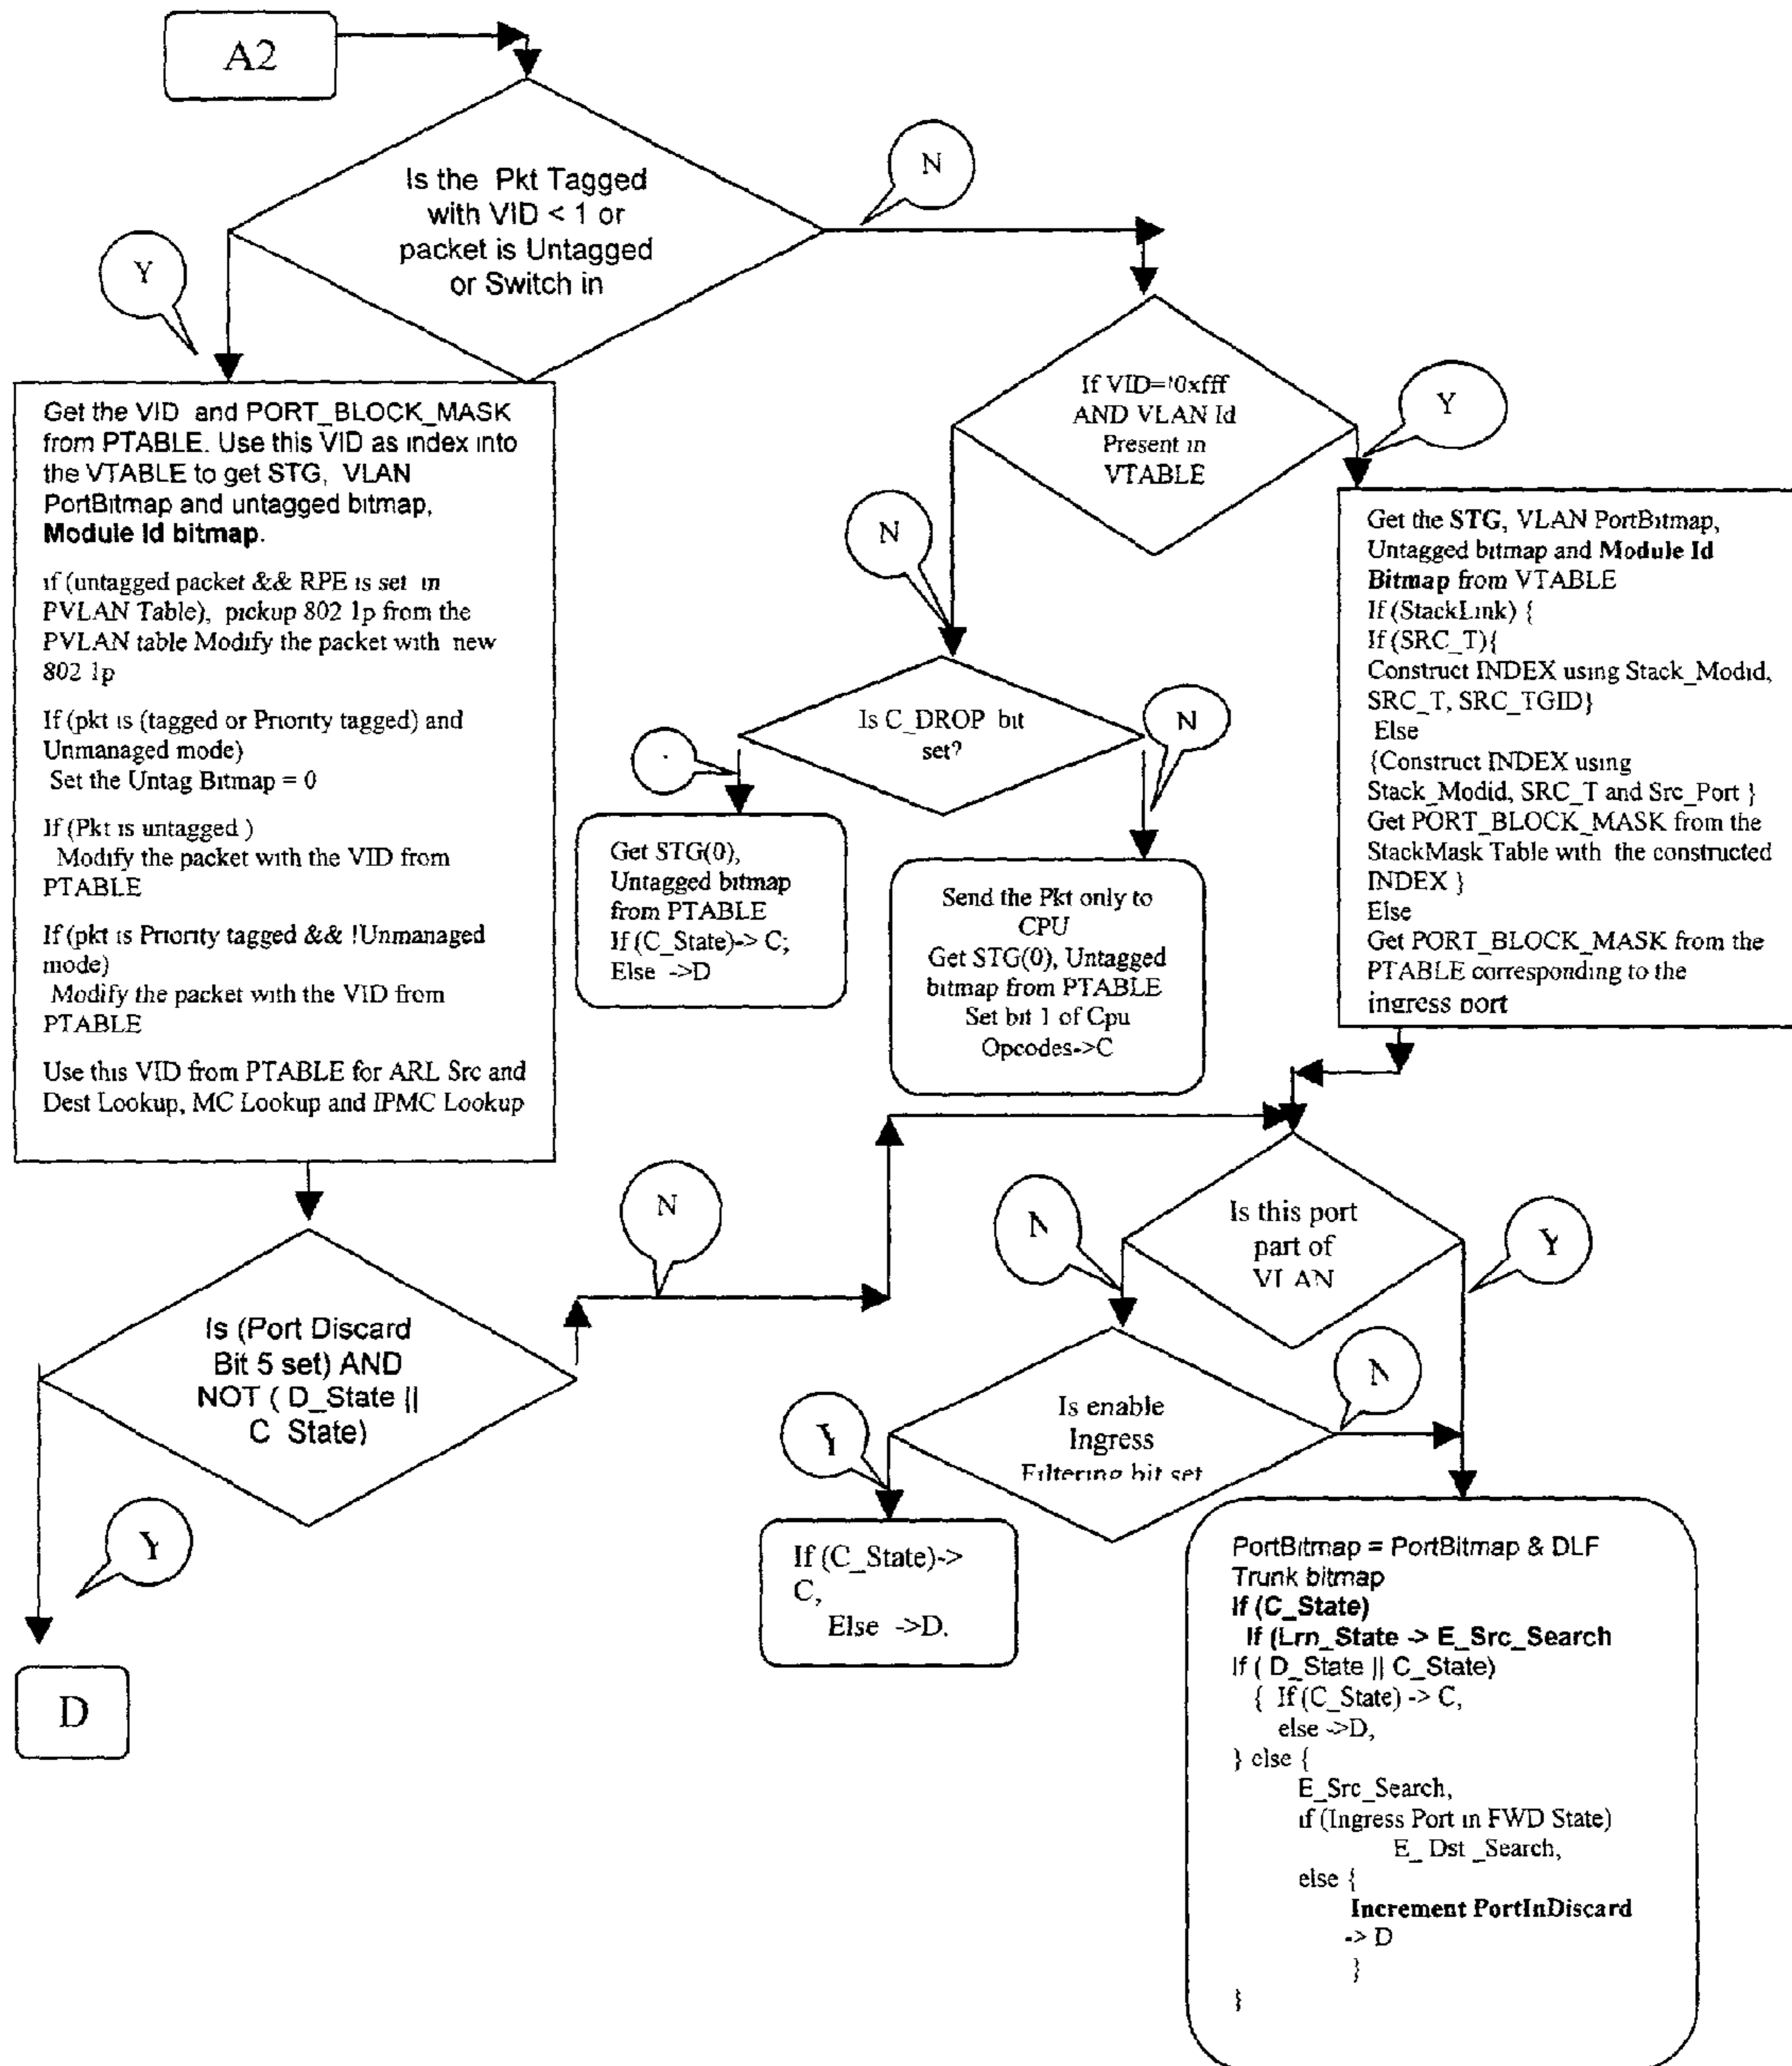 A2
Is the Pkt Tagged
with VID < 1 or
packet is Untagged
or Switch in
N
Y
Get the VID and PORT_BLOCK_MASK
from PTABLE. Use this VID as index into
the VTABLE to get STG, VLAN
PortBitmap and untagged bitmap,
Module Id bitmap.
if (untagged packet && RPE is set in
PVLAN Table), pickup 802 1p from the
PVLAN table Modify the packet with new
802 1p
If (pkt is (tagged or Priority tagged) and
Unmanaged mode)
Set the Untag Bitmap = 0
If (Pkt is untagged )
Modify the packet with the VID from
PTABLE
If (pkt is Priority tagged && !Unmanaged
mode)
Modify the packet with the VID from
PTABLE
Use this VID from PTABLE for ARL Src and
Dest Lookup, MC Lookup and IPMC Lookup
If VID=!0xfff
AND VLAN Id
Present in
VTABLE
Y
N
Get the STG, VLAN PortBitmap,
Untagged bitmap and Module Id
Bitmap from VTABLE
If (StackLink) {
If (SRC_T){
Construct INDEX using Stack_Modid,
SRC_T, SRC_TGID}
Else
{Construct INDEX using
Stack_Modid, SRC_T and Src_Port }
Get PORT_BLOCK_MASK from the
StackMask Table with the constructed
INDEX }
Else
Get PORT_BLOCK_MASK from the
PTABLE corresponding to the
ingress port
Is C_DROP bit
set?
N
Get STG(0),
Untagged bitmap
from PTABLE
If (C_State)-> C;
Else ->D
Send the Pkt only to
CPU
Get STG(0), Untagged
bitmap from PTABLE
Set bit 1 of Cpu
Opcodes->C
N
Is (Port Discard
Bit 5 set) AND
NOT ( D_State ||
C State)
Y
D
Is this port
part of
VLAN
N
Y
Is enable
Ingress
Filtering bit set
N
Y
If (C_State)->
C,
Else ->D.
PortBitmap = PortBitmap & DLF
Trunk bitmap
If (C_State)
If (Lrn_State -> E_Src_Search
If ( D_State || C_State)
{ If (C_State) -> C,
else ->D,
} else {
E_Src_Search,
if (Ingress Port in FWD State)
E_ Dst _Search,
else {
Increment PortInDiscard
-> D
}
}